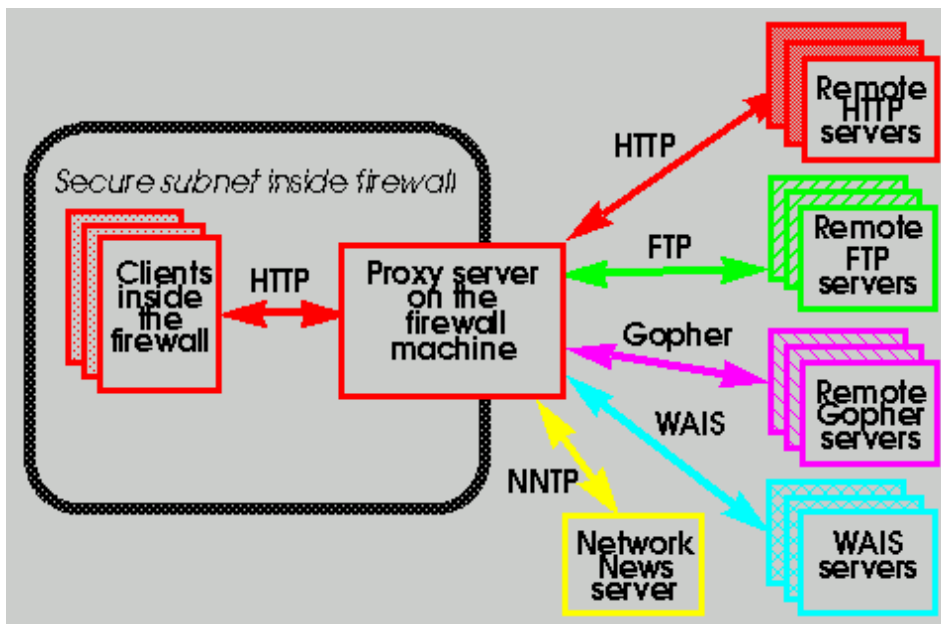 Secure subnet inside firewall
Clients
inside
the
firewall
HTTP
Proxy server
on the
firewall
machine
HTTP
FTP
Gopher
WAIS
NNTP
Remote
HTTP
servers
Remote
FTP
servers
Remote
Gopher
servers
WAIS
servers
Network
News
server